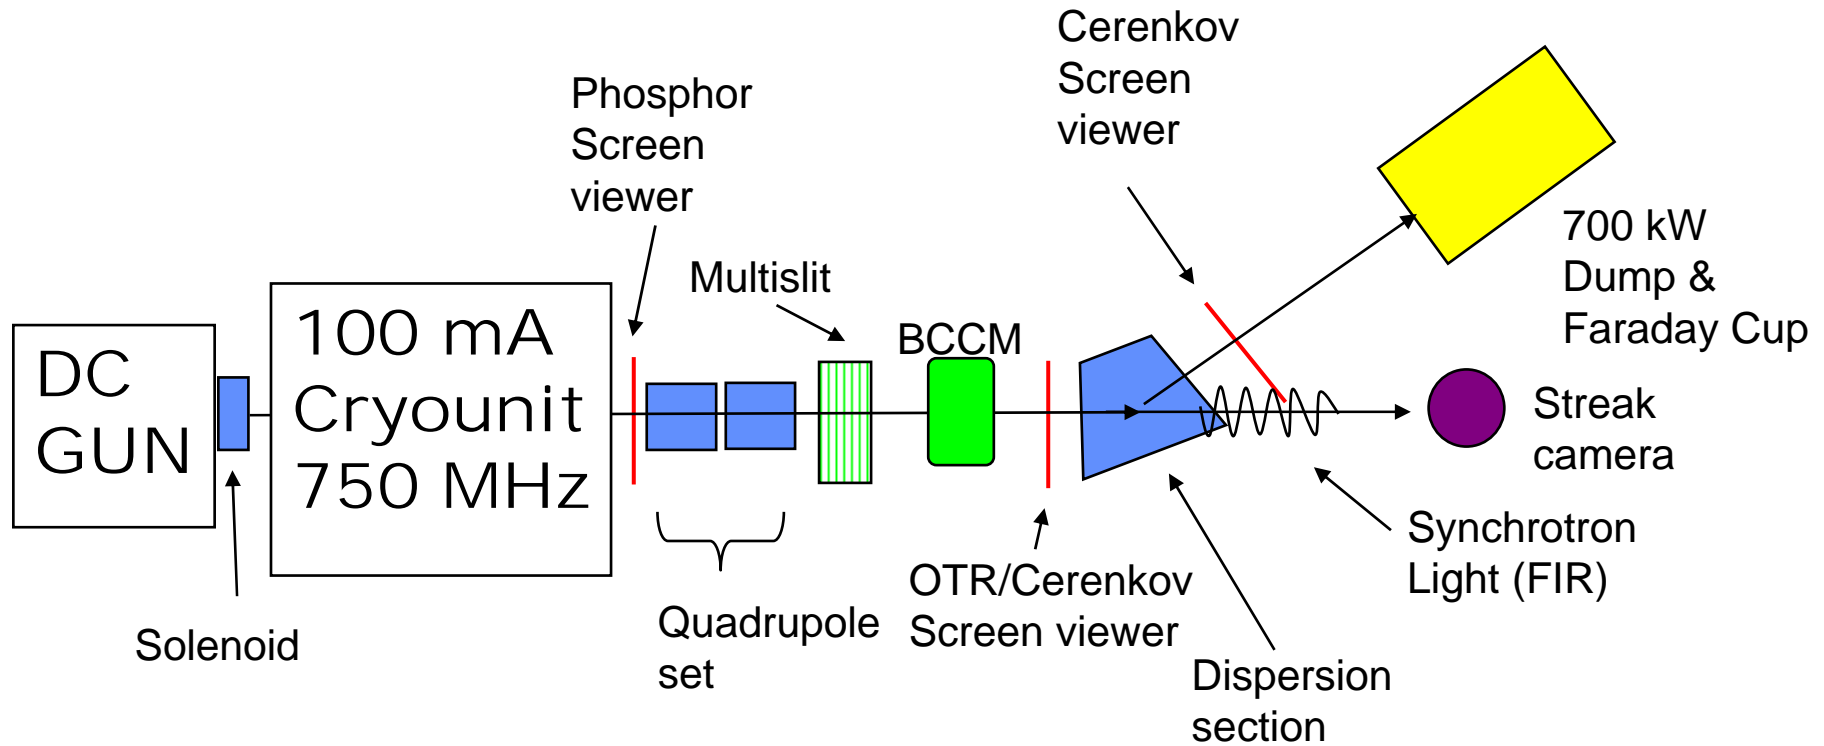 Cerenkov
Screen
viewer
Phosphor
Screen
viewer
700 kW
Dump &
Faraday Cup
Multislit
BCCM
DC
GUN
100 mA
Cryounit
750 MHz
Streak
camera
Synchrotron
Light (FIR)
OTR/Cerenkov
Screen viewer
Quadrupole
set
Solenoid
Dispersion
section